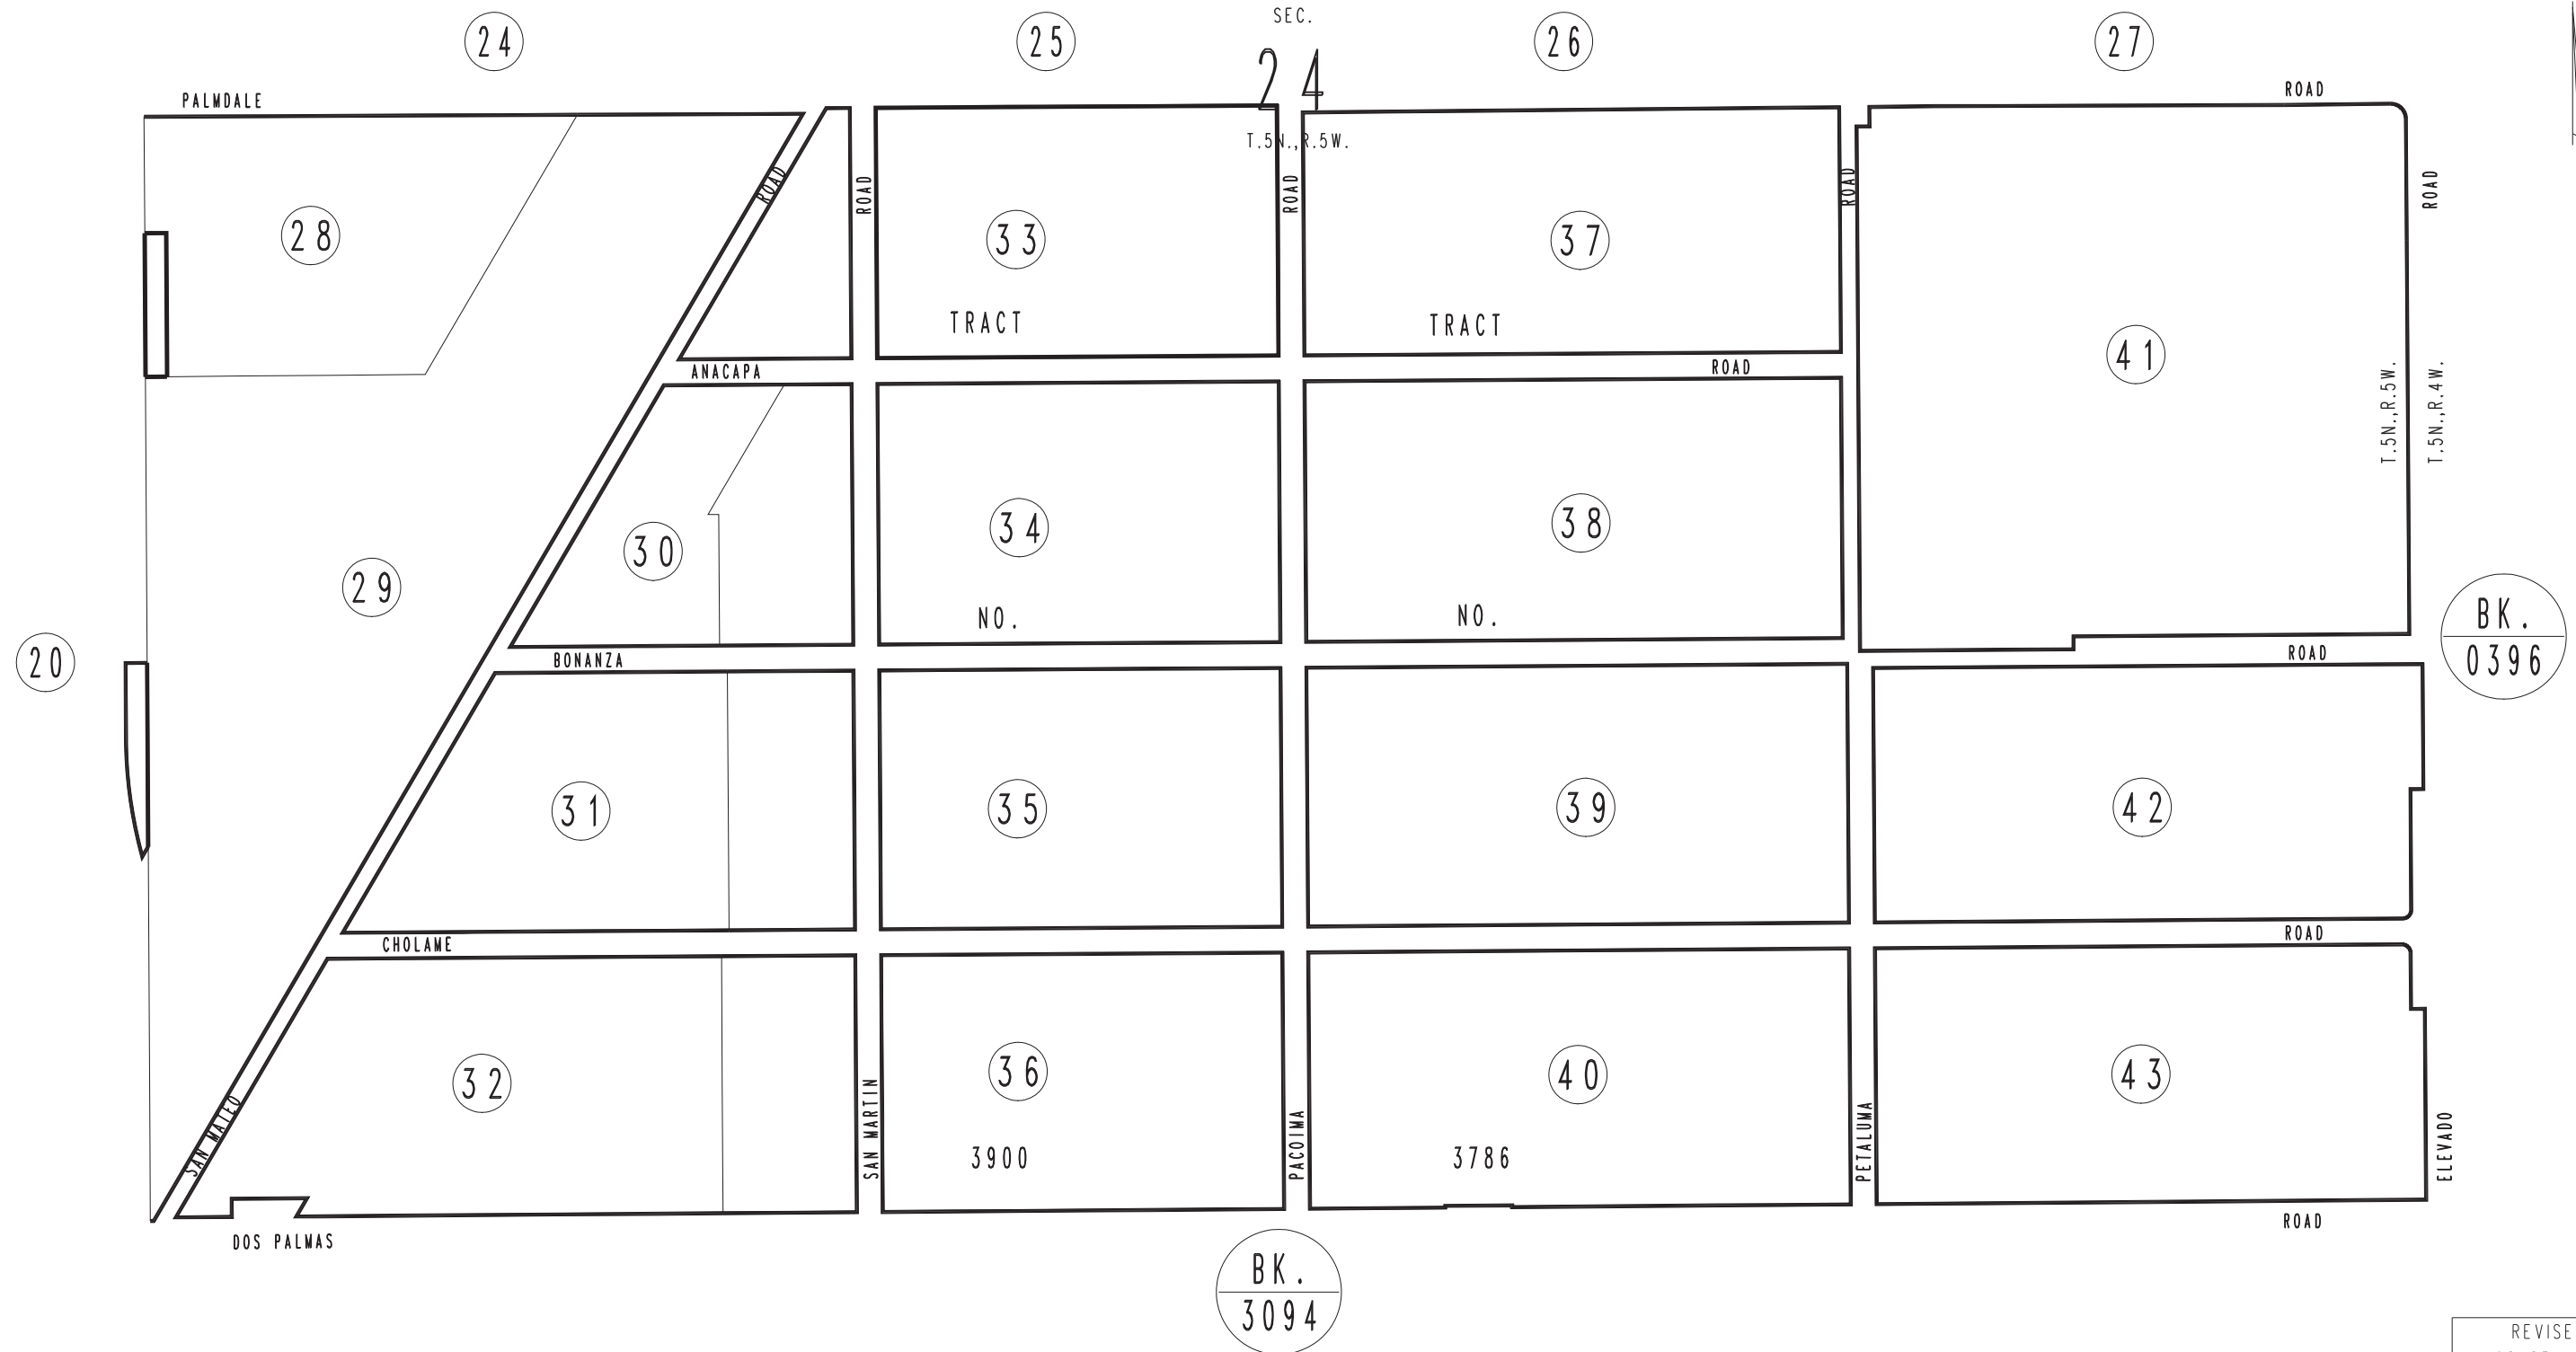 SEC.
24 25 26 27
24
PALMDALE ROAD
T.5N.,R.5W.
ROAD ROAD ROAD ROAD ROAD
28 33 37
TRACT TRACT
41
ANACAPA ROAD
T.5N.,R.5W.
T.5N.,R.4W.
30 34 38
29
NO. NO.
BK.
0396
20
BONANZA ROAD
31 35 39 42
CHOLAME ROAD
32 36 40 43
SAN MATEO
SAN MARTIN
PACOIMA
PETALUMA
ELEVADO
3900 3786
DOS PALMAS ROAD
BK.
3094
REVISE